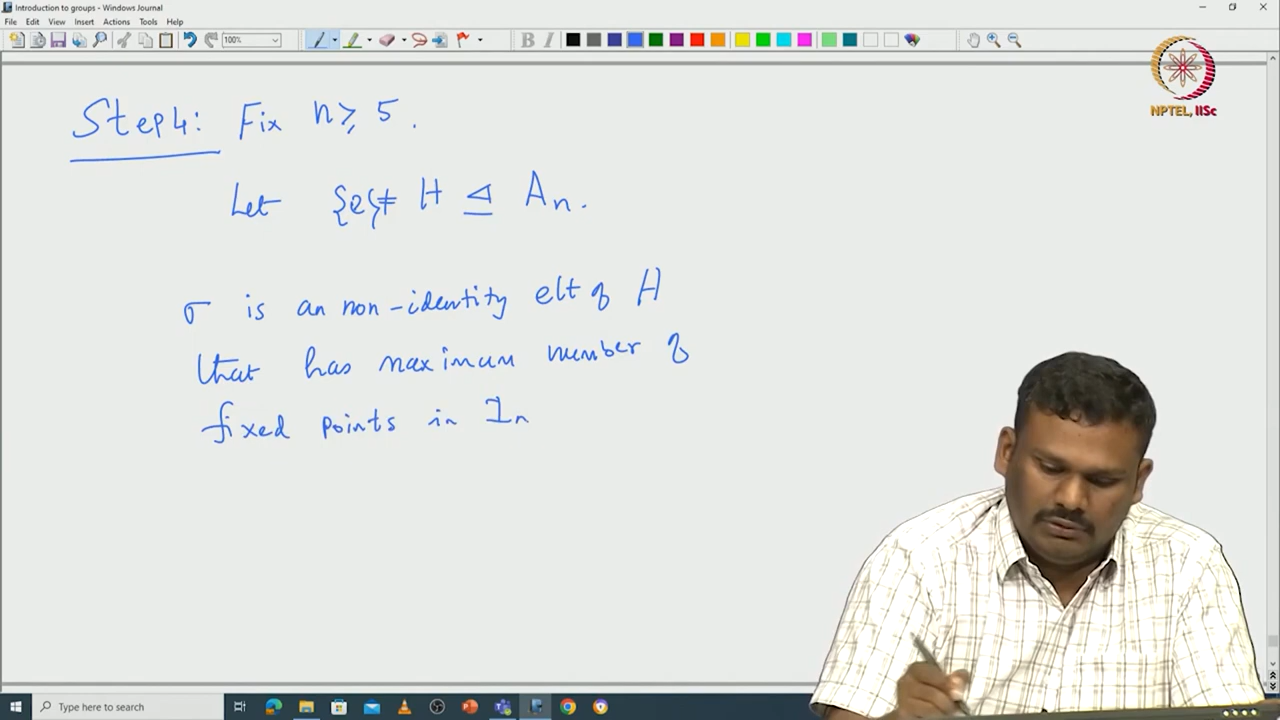 Introduction to groups - Windows Journal
File Edit View Insert Actions Tools Help
100%
B I
NPTEL, IISc
Step4: Fix n ≥ 5.
Let {e} ≠ H ⊴ An.
σ is an non-identity elt of H
that has maximum number of
fixed points in In
Type here to search